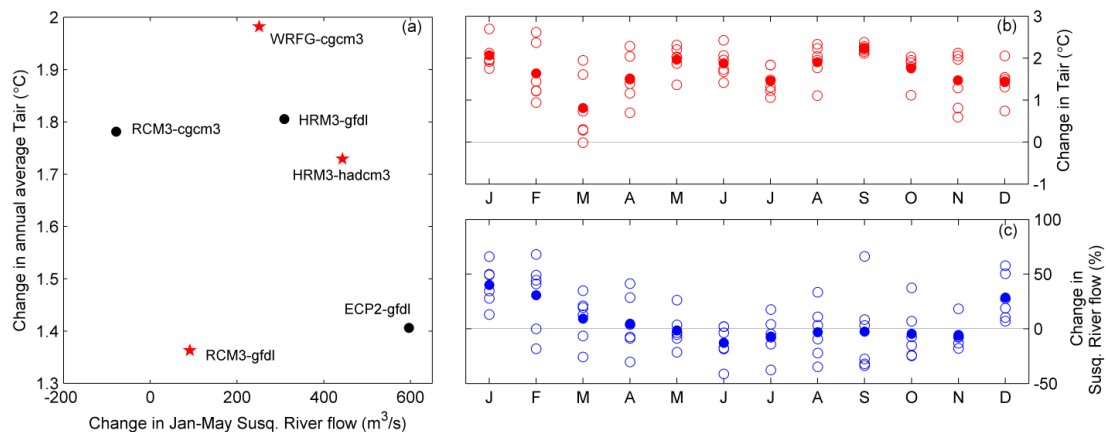 (a)
Change in annual average Tair (°C)
2
1.9
1.8
1.7
1.6
1.5
1.4
1.3
WRFG-cgcm3
RCM3-cgcm3
HRM3-gfdl
HRM3-hadcm3
ECP2-gfdl
RCM3-gfdl
-200 0 200 400 600
Change in Jan-May Susq. River flow (m³/s)
(b)
3
2
1
0
-1
Change in Tair (°C)
J F M A M J J A S O N D
(c)
100
50
0
-50
Change in
Susq. River flow (%)
J F M A M J J A S O N D